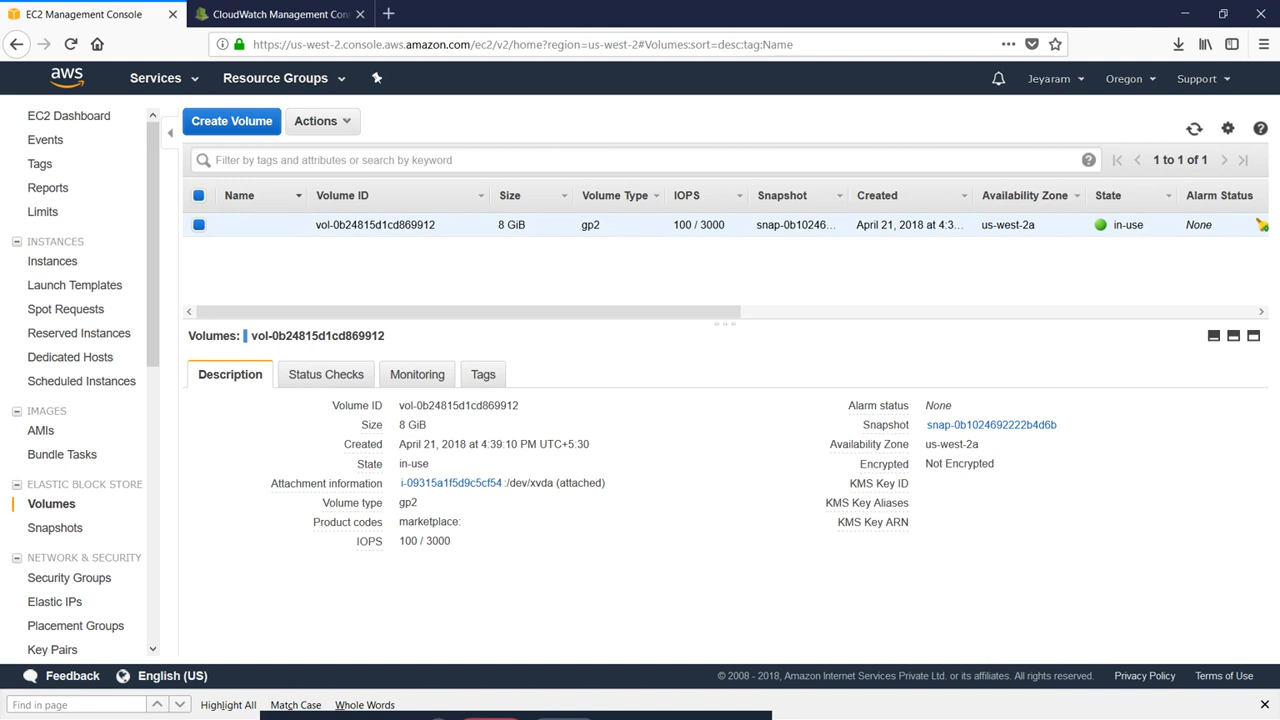 EC2 Management Console
CloudWatch Management Con
https://us-west-2.console.aws.amazon.com/ec2/v2/home?region=us-west-2#Volumes:sort=desc:tag:Name
aws
Services
Resource Groups
Jeyaram
Oregon
Support
EC2 Dashboard
Events
Tags
Reports
Limits
INSTANCES
Instances
Launch Templates
Spot Requests
Reserved Instances
Dedicated Hosts
Scheduled Instances
IMAGES
AMIs
Bundle Tasks
ELASTIC BLOCK STORE
Volumes
Snapshots
NETWORK & SECURITY
Security Groups
Elastic IPs
Placement Groups
Key Pairs
Create Volume
Actions
Filter by tags and attributes or search by keyword
1 to 1 of 1
Name Volume ID Size Volume Type IOPS Snapshot Created Availability Zone State Alarm Status
vol-0b24815d1cd869912 8 GiB gp2 100 / 3000 snap-0b10246... April 21, 2018 at 4:3... us-west-2a in-use None
Volumes: vol-0b24815d1cd869912
Description
Status Checks
Monitoring
Tags
Volume ID vol-0b24815d1cd869912
Size 8 GiB
Created April 21, 2018 at 4:39:10 PM UTC+5:30
State in-use
Attachment information i-09315a1f5d9c5cf54 :/dev/xvda (attached)
Volume type gp2
Product codes marketplace:
IOPS 100 / 3000
Alarm status None
Snapshot snap-0b1024692222b4d6b
Availability Zone us-west-2a
Encrypted Not Encrypted
KMS Key ID
KMS Key Aliases
KMS Key ARN
Feedback
English (US)
© 2008 - 2018, Amazon Internet Services Private Ltd. or its affiliates. All rights reserved.
Privacy Policy
Terms of Use
Find in page
Highlight All
Match Case
Whole Words